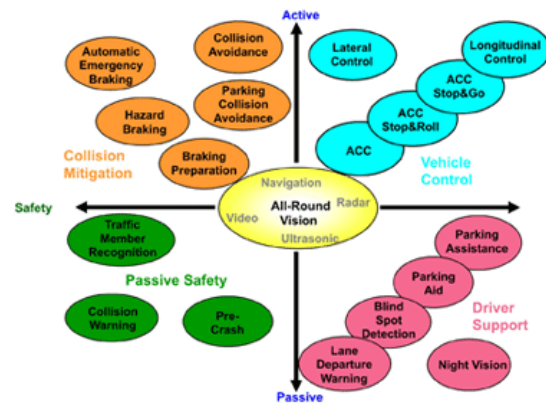 Active
Automatic
Emergency
Braking
Collision
Avoidance
Lateral
Control
Longitudinal
Control
Parking
Collision
Avoidance
ACC
Stop&Go
Hazard
Braking
ACC
Stop&Roll
Collision
Mitigation
Braking
Preparation
ACC
Vehicle
Control
Navigation
Safety
Video
All-Round
Vision
Radar
Ultrasonic
Traffic
Member
Recognition
Parking
Assistance
Passive Safety
Parking
Aid
Collision
Warning
Pre-
Crash
Blind
Spot
Detection
Driver
Support
Lane
Departure
Warning
Night Vision
Passive